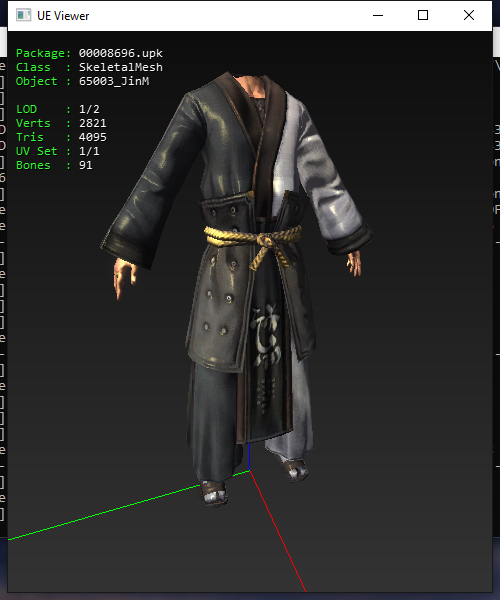 UE Viewer
Package: 00008696.upk
Class : SkeletalMesh
Object : 65003_JinM
LOD : 1/2
Verts : 2821
Tris : 4095
UV Set : 1/1
Bones : 91